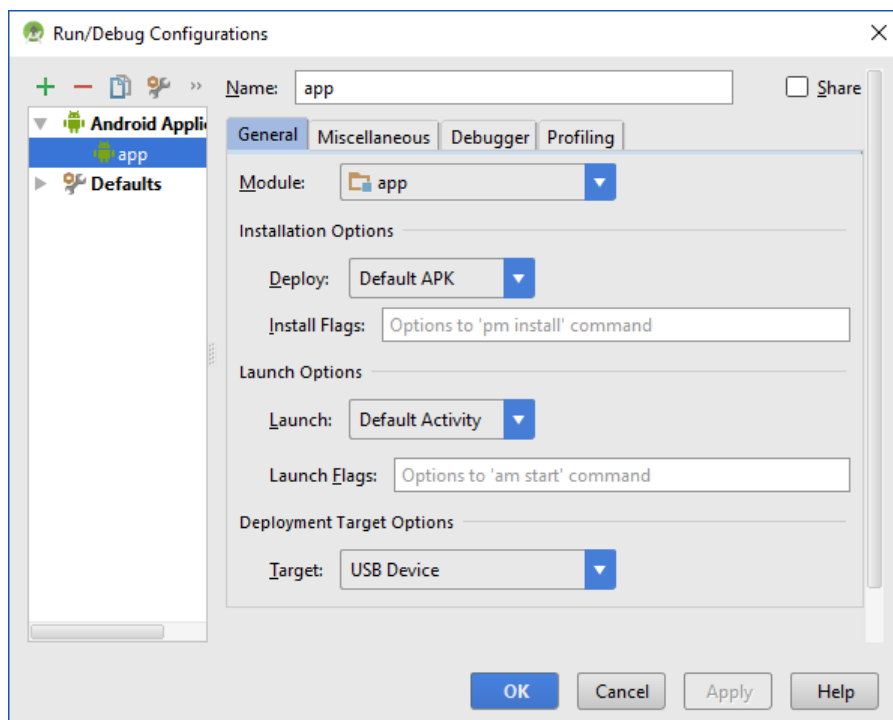 Run/Debug Configurations
Name: app Share
Android Appli
app
Defaults
General Miscellaneous Debugger Profiling
Module: app
Installation Options
Deploy: Default APK
Install Flags: Options to 'pm install' command
Launch Options
Launch: Default Activity
Launch Flags: Options to 'am start' command
Deployment Target Options
Target: USB Device
OK Cancel Apply Help